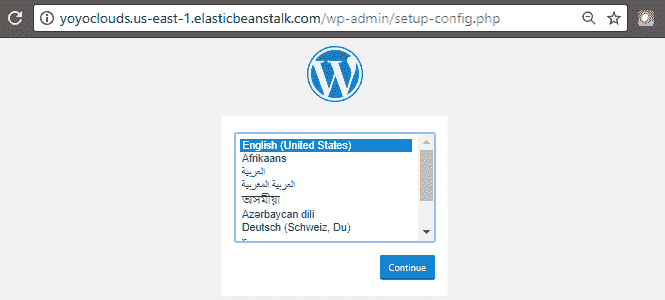 yoyoclouds.us-east-1.elasticbeanstalk.com/wp-admin/setup-config.php
English (United States)
Afrikaans
العربية
العربية المغربية
অসমীয়া
Azərbaycan dili
Deutsch (Schweiz, Du)
Continue